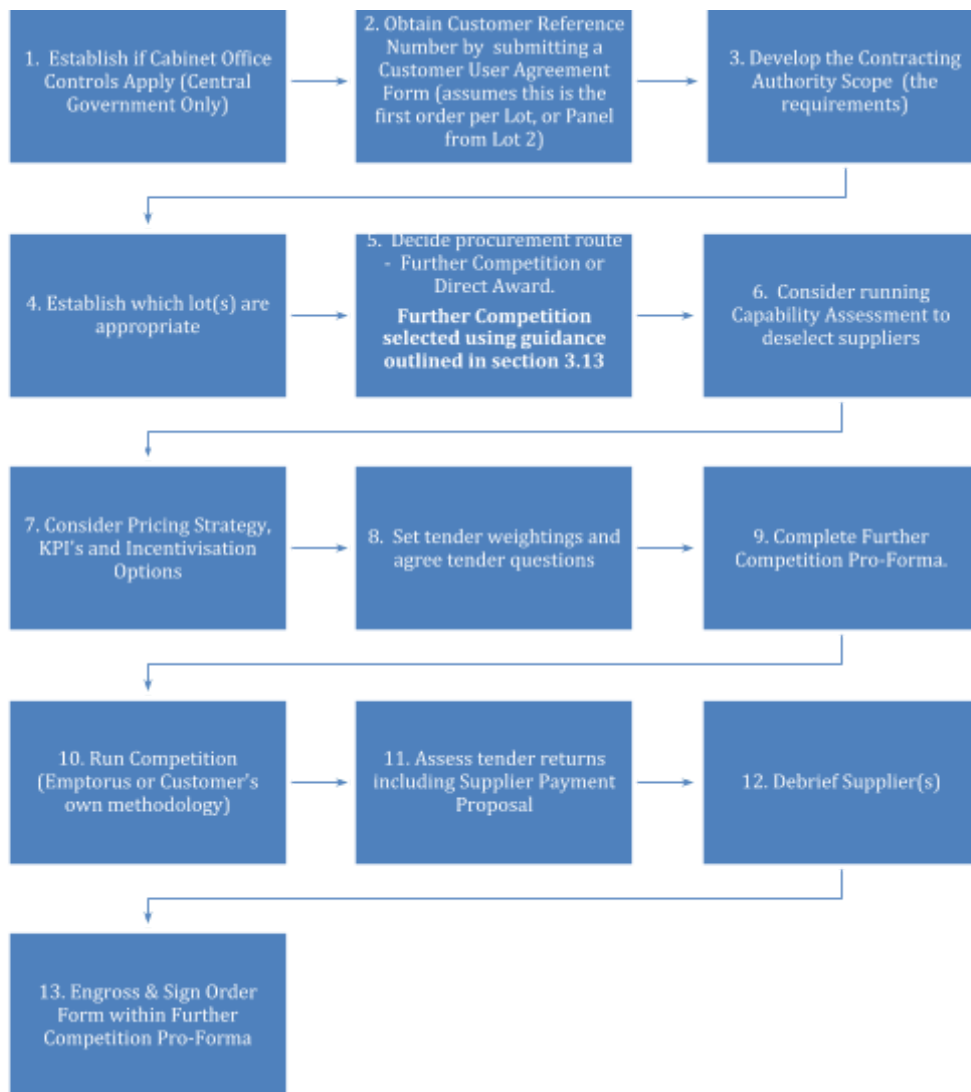 1. Establish if Cabinet Office
Controls Apply (Central
Government Only)
2. Obtain Customer Reference
Number by submitting a
Customer User Agreement
Form (assumes this is the
first order per Lot, or Panel
from Lot 2)
3. Develop the Contracting
Authority Scope (the
requirements)
4. Establish which lot(s) are
appropriate
5. Decide procurement route
- Further Competition or
Direct Award.
Further Competition
selected using guidance
outlined in section 3.13
6. Consider running
Capability Assessment to
deselect suppliers
7. Consider Pricing Strategy,
KPI's and Incentivisation
Options
8. Set tender weightings and
agree tender questions
9. Complete Further
Competition Pro-Forma.
10. Run Competition
(Emptorus or Customer's
own methodology)
11. Assess tender returns
including Supplier Payment
Proposal
12. Debrief Supplier(s)
13. Engross & Sign Order
Form within Further
Competition Pro-Forma